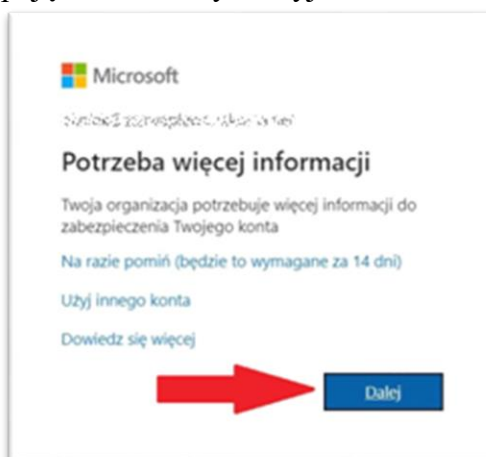 Microsoft
Potrzeba więcej informacji
Twoja organizacja potrzebuje więcej informacji do
zabezpieczenia Twojego konta
Na razie pomiń (będzie to wymagane za 14 dni)
Użyj innego konta
Dowiedz się więcej
Dalej